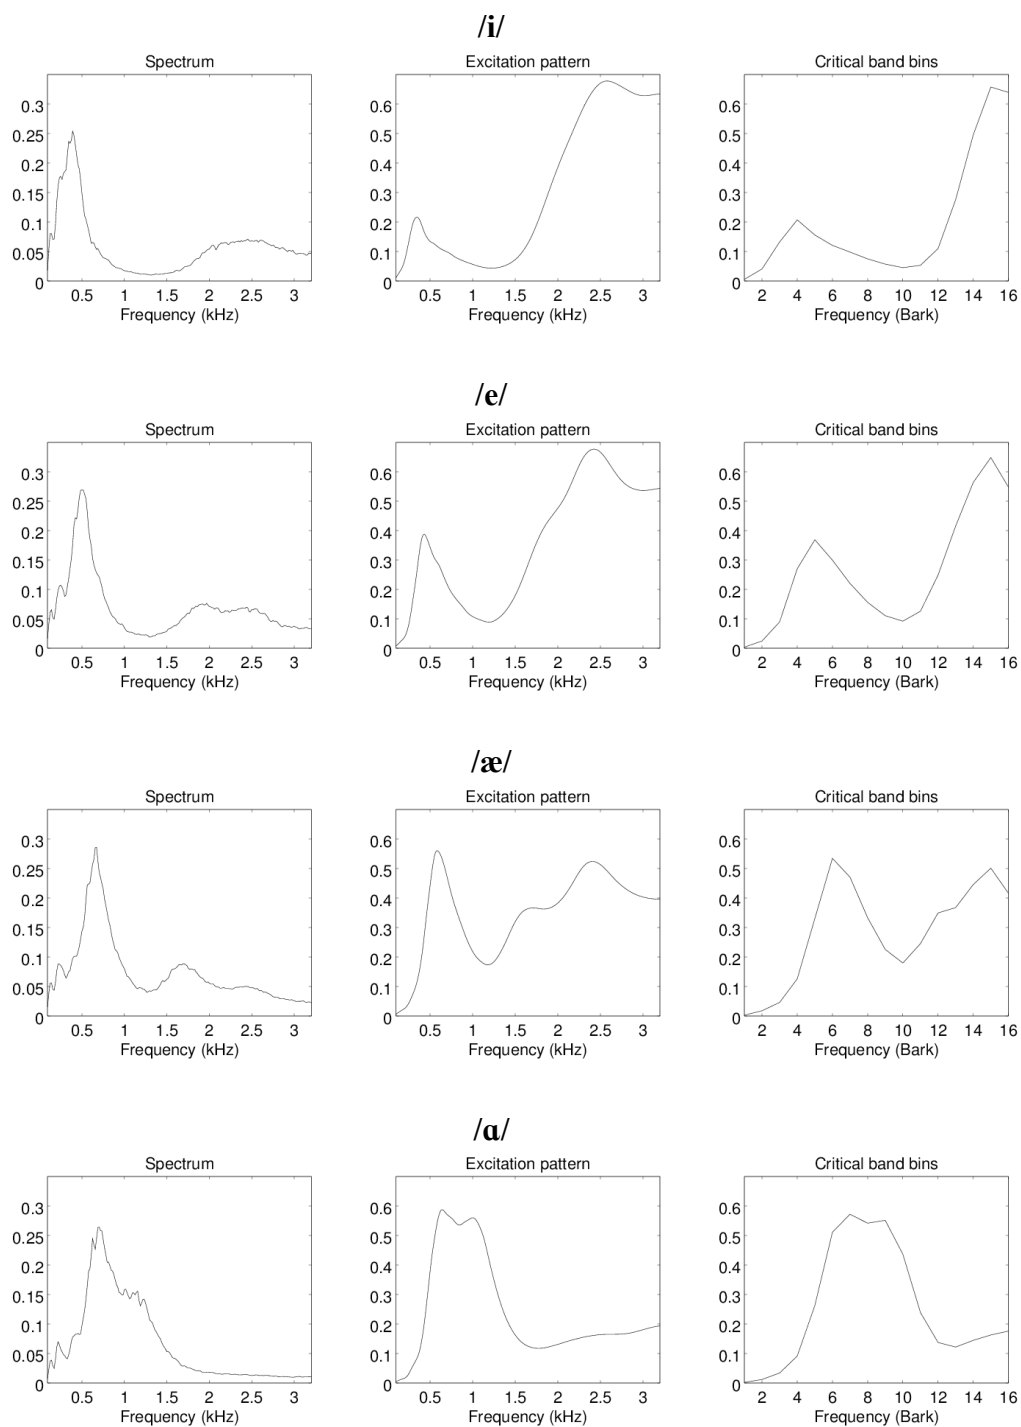 /i/
Spectrum Excitation pattern Critical band bins
0.3 0.6 0.6
0.25 0.5 0.5
0.2 0.4 0.4
0.15 0.3 0.3
0.1 0.2 0.2
0.05 0.1 0.1
0 0 0
0.5 1 1.5 2 2.5 3 0.5 1 1.5 2 2.5 3 2 4 6 8 10 12 14 16
Frequency (kHz) Frequency (kHz) Frequency (Bark)
/e/
Spectrum Excitation pattern Critical band bins
0.3 0.6 0.6
0.25 0.5 0.5
0.2 0.4 0.4
0.15 0.3 0.3
0.1 0.2 0.2
0.05 0.1 0.1
0 0 0
0.5 1 1.5 2 2.5 3 0.5 1 1.5 2 2.5 3 2 4 6 8 10 12 14 16
Frequency (kHz) Frequency (kHz) Frequency (Bark)
/æ/
Spectrum Excitation pattern Critical band bins
0.3 0.6 0.6
0.25 0.5 0.5
0.2 0.4 0.4
0.15 0.3 0.3
0.1 0.2 0.2
0.05 0.1 0.1
0 0 0
0.5 1 1.5 2 2.5 3 0.5 1 1.5 2 2.5 3 2 4 6 8 10 12 14 16
Frequency (kHz) Frequency (kHz) Frequency (Bark)
/ɑ/
Spectrum Excitation pattern Critical band bins
0.3 0.6 0.6
0.25 0.5 0.5
0.2 0.4 0.4
0.15 0.3 0.3
0.1 0.2 0.2
0.05 0.1 0.1
0 0 0
0.5 1 1.5 2 2.5 3 0.5 1 1.5 2 2.5 3 2 4 6 8 10 12 14 16
Frequency (kHz) Frequency (kHz) Frequency (Bark)